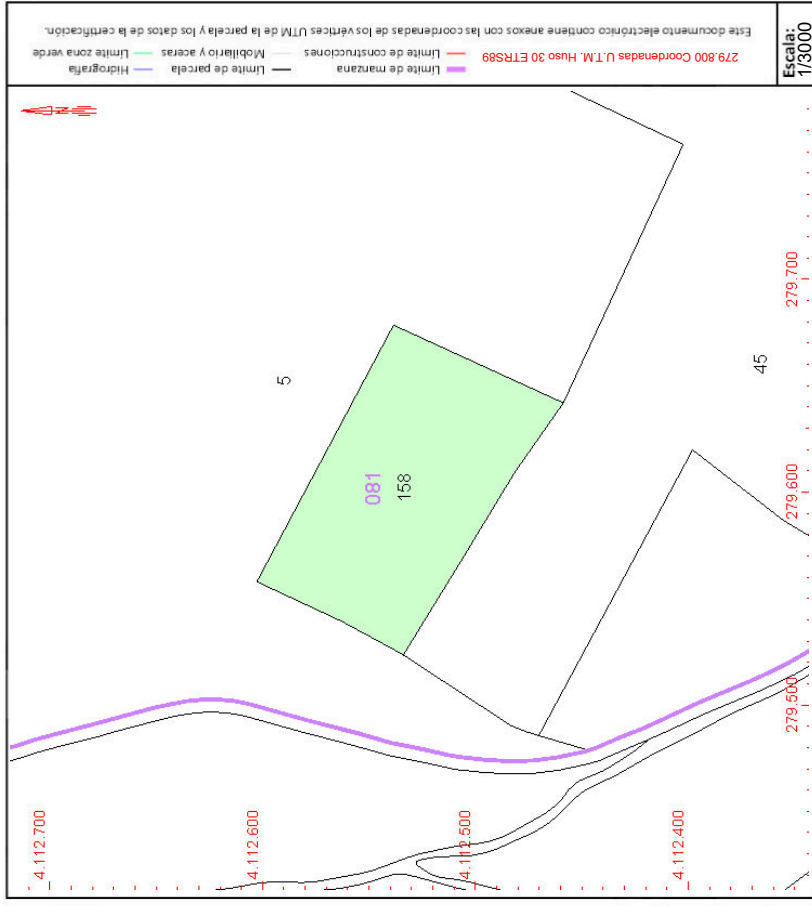 Este documento electrónico contiene anexos con las coordenadas de los vértices UTM de la parcela y los datos de la certificación.
Límite zona verde
Mobiliario y aceras
Límite de construcciones
Hidrografía
Límite de parcela
Límite de manzana
279.800 Coordenadas U.T.M. Huso 30 ETRS89
Escala:
1/3000
5
081
158
45
279.700
279.600
279.500
4.112.700
4.112.600
4.112.500
4.112.400